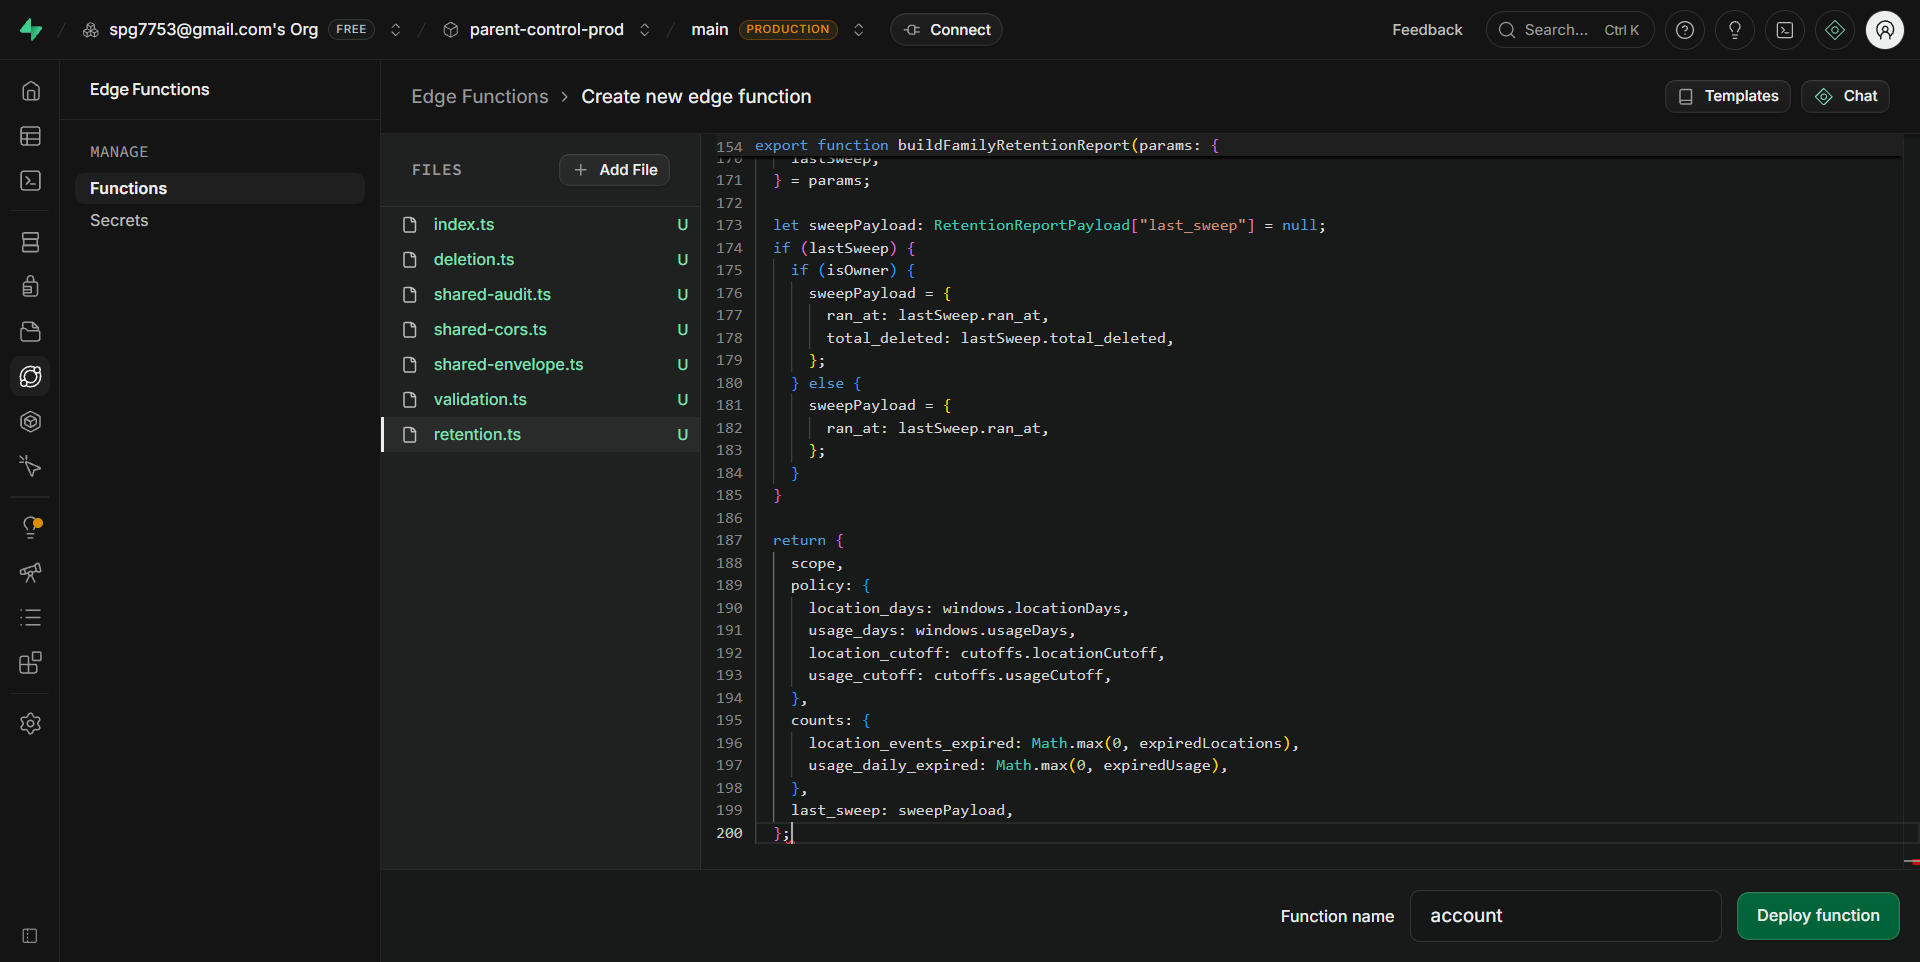 spg7753@gmail.com's Org FREE parent-control-prod main PRODUCTION Connect Feedback Search... Ctrl K
Edge Functions
MANAGE
Functions
Secrets
Edge Functions > Create new edge function Templates Chat
FILES + Add File
index.ts U
deletion.ts U
shared-audit.ts U
shared-cors.ts U
shared-envelope.ts U
validation.ts U
retention.ts U
154 export function buildFamilyRetentionReport(params: {
170 lastSweep,
171 } = params;
172
173 let sweepPayload: RetentionReportPayload["last_sweep"] = null;
174 if (lastSweep) {
175 if (isOwner) {
176 sweepPayload = {
177 ran_at: lastSweep.ran_at,
178 total_deleted: lastSweep.total_deleted,
179 };
180 } else {
181 sweepPayload = {
182 ran_at: lastSweep.ran_at,
183 };
184 }
185 }
186
187 return {
188 scope,
189 policy: {
190 location_days: windows.locationDays,
191 usage_days: windows.usageDays,
192 location_cutoff: cutoffs.locationCutoff,
193 usage_cutoff: cutoffs.usageCutoff,
194 },
195 counts: {
196 location_events_expired: Math.max(0, expiredLocations),
197 usage_daily_expired: Math.max(0, expiredUsage),
198 },
199 last_sweep: sweepPayload,
200 };
Function name account Deploy function